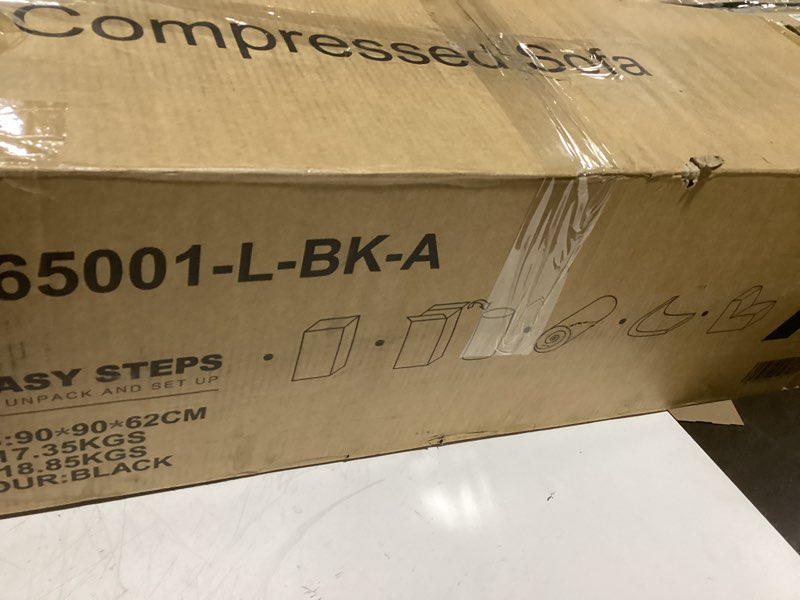 Compressed Sofa
65001-L-BK-A
ASY STEPS
UNPACK AND SET UP
:90*90*62CM
17.35KGS
18.85KGS
OUR:BLACK